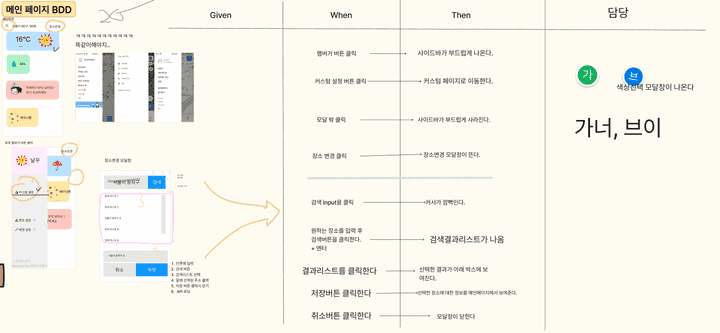 메인 페이지 BDD
Given
When
Then
담당
장소변경
16°C
ㅋㅋㅋㅋㅋㅋㅋㅋㅋㅋㅋㅋ
똑같이해야지..
햄버거 버튼 클릭
사이드바가 부드럽게 나온다.
커스텀 설정 버튼 클릭
커스텀 페이지로 이동한다.
모달 밖 클릭
사이드바가 부드럽게 사라진다.
장소 변경 클릭
장소변경 모달창이 뜬다.
가
브
색상선택 모달창이 나온다
가너, 브이
날꾸
장소변경 모달창
서울시 동작구
검색
취소
저장
1. 인풋에 입력
2. 검색 버튼
3. 검색리스트 선택
4. 밑에 선택된 주소 출력
5. 저장 버튼 클릭시 닫기
6. API 로딩
검색 input을 클릭
커서가 깜빡인다.
원하는 장소를 입력 후
검색버튼을 클릭한다.
+ 엔터
검색결과리스트가 나옴
결과리스트를 클릭한다
선택한 결과가 아래 박스에 보
여진다.
저장버튼 클릭한다
선택한 장소에 대한 정보를 메인페이지에서 보여준다.
취소버튼 클릭한다
모달창이 닫힌다